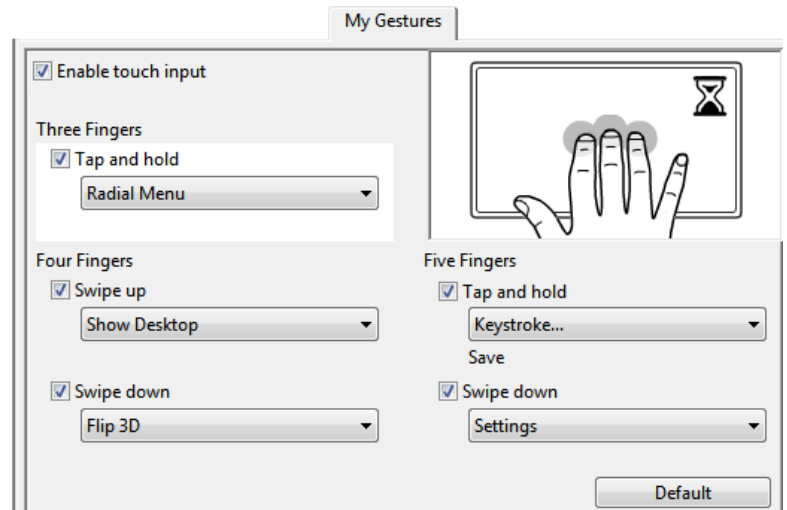 My Gestures
Enable touch input
Three Fingers
Tap and hold
Radial Menu
Four Fingers
Swipe up
Show Desktop
Swipe down
Flip 3D
Five Fingers
Tap and hold
Keystroke...
Save
Swipe down
Settings
Default